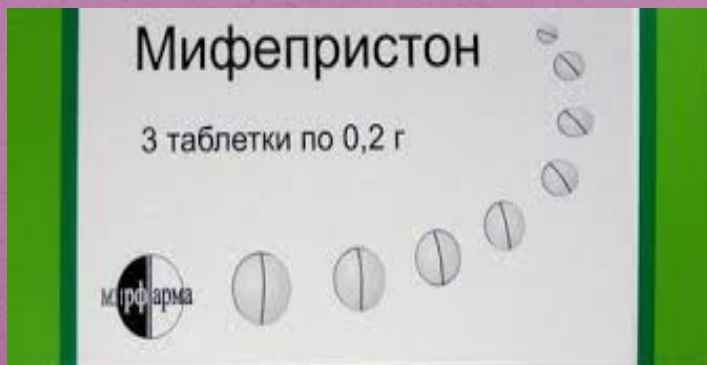 Мифепристон
3 таблетки по 0,2 г
мирфарма